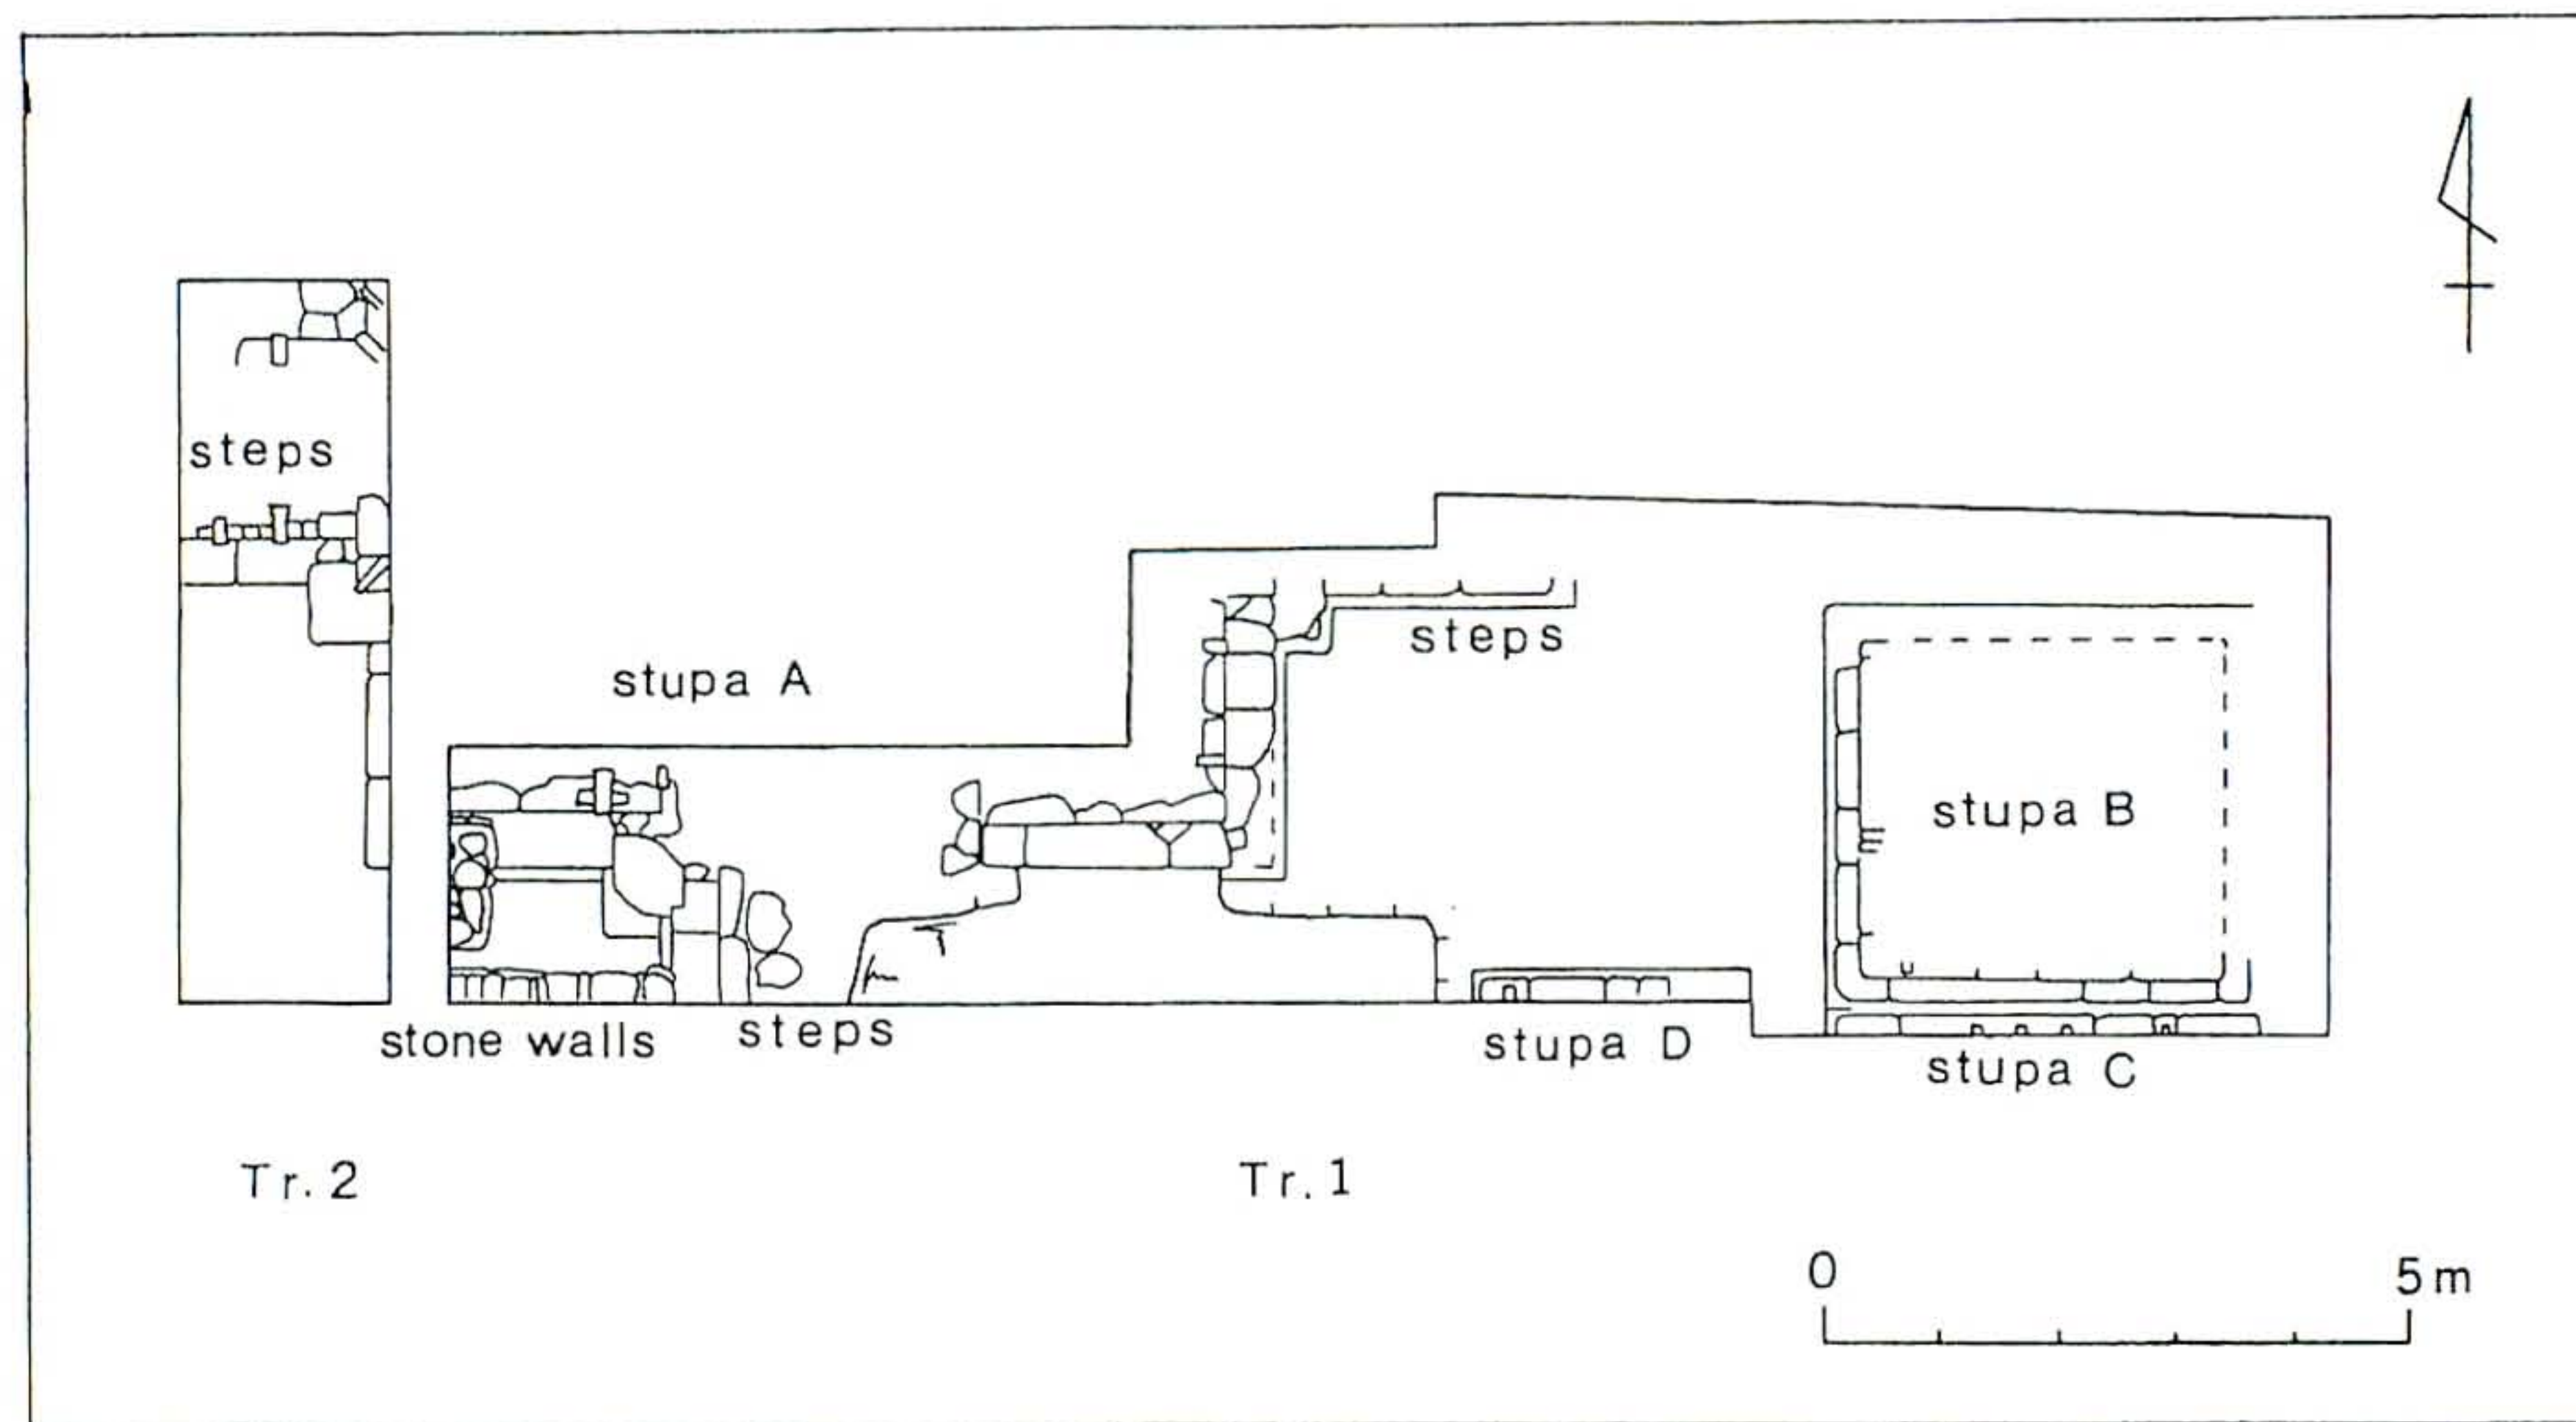 steps
stupa A
steps
stupa B
stone walls
steps
stupa D
stupa C
Tr. 2
Tr. 1
0
5m